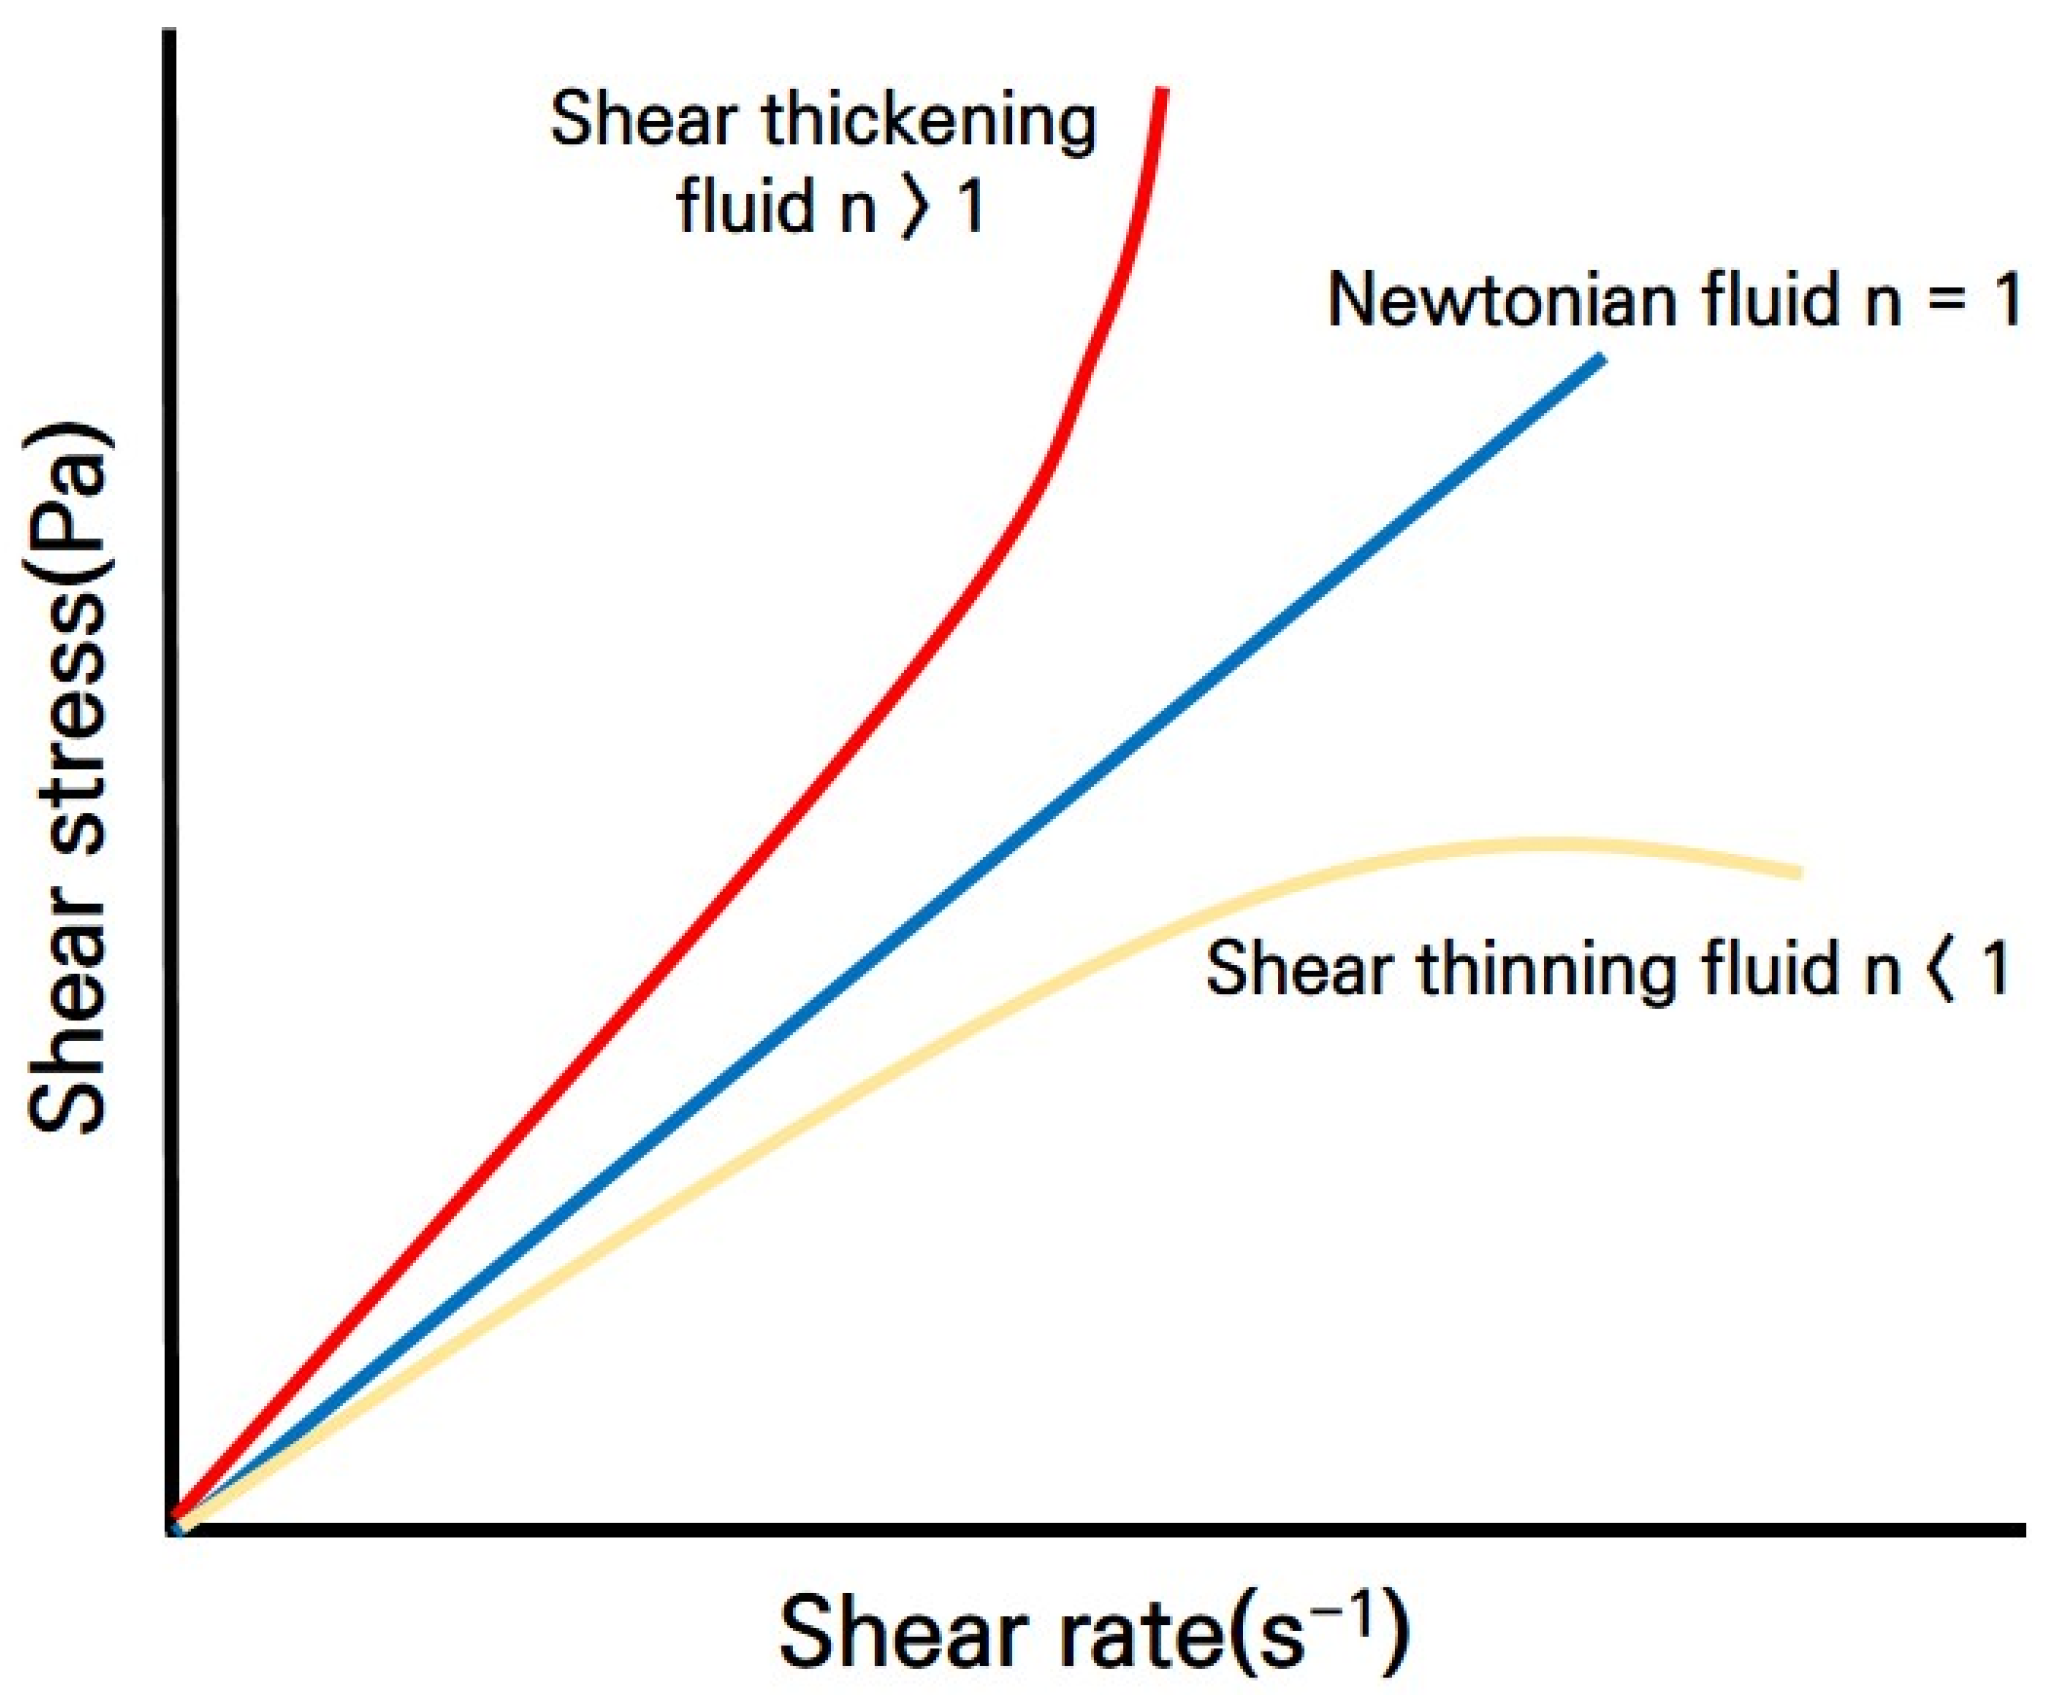 Shear thickening
fluid n 〉 1
Newtonian fluid n = 1
Shear stress(Pa)
Shear thinning fluid n 〈 1
Shear rate(s⁻¹)